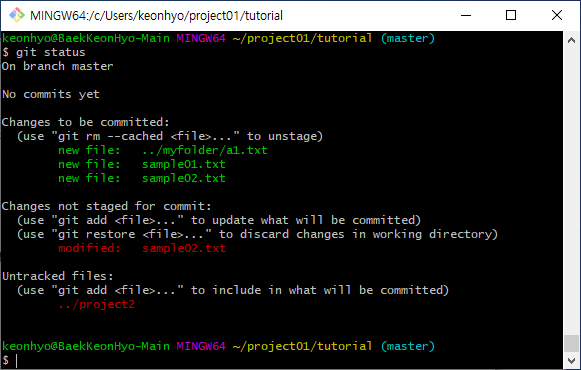 MINGW64:/c/Users/keonhyo/project01/tutorial
keonhyo@BaekKeonHyo-Main MINGW64 ~/project01/tutorial (master)
$ git status
On branch master

No commits yet

Changes to be committed:
  (use "git rm --cached <file>..." to unstage)
        new file:   ../myfolder/a1.txt
        new file:   sample01.txt
        new file:   sample02.txt

Changes not staged for commit:
  (use "git add <file>..." to update what will be committed)
  (use "git restore <file>..." to discard changes in working directory)
        modified:   sample02.txt

Untracked files:
  (use "git add <file>..." to include in what will be committed)
        ../project2

keonhyo@BaekKeonHyo-Main MINGW64 ~/project01/tutorial (master)
$